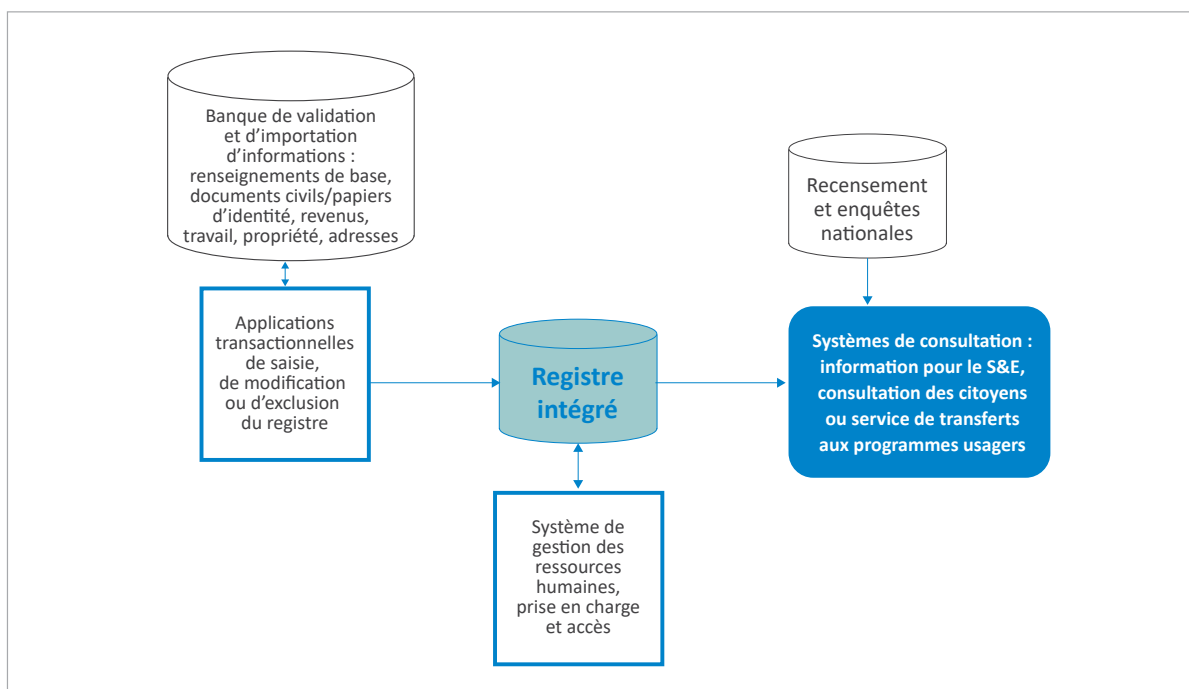 Banque de validation
et d’importation
d’informations :
renseignements de base,
documents civils/papiers
d’identité, revenus,
travail, propriété, adresses
Recensement
et enquêtes
nationales
Applications
transactionnelles
de saisie,
de modification
ou d’exclusion
du registre
Registre
intégré
Systèmes de consultation :
information pour le S&E,
consultation des citoyens
ou service de transferts
aux programmes usagers
Système de
gestion des
ressources
humaines,
prise en charge
et accès